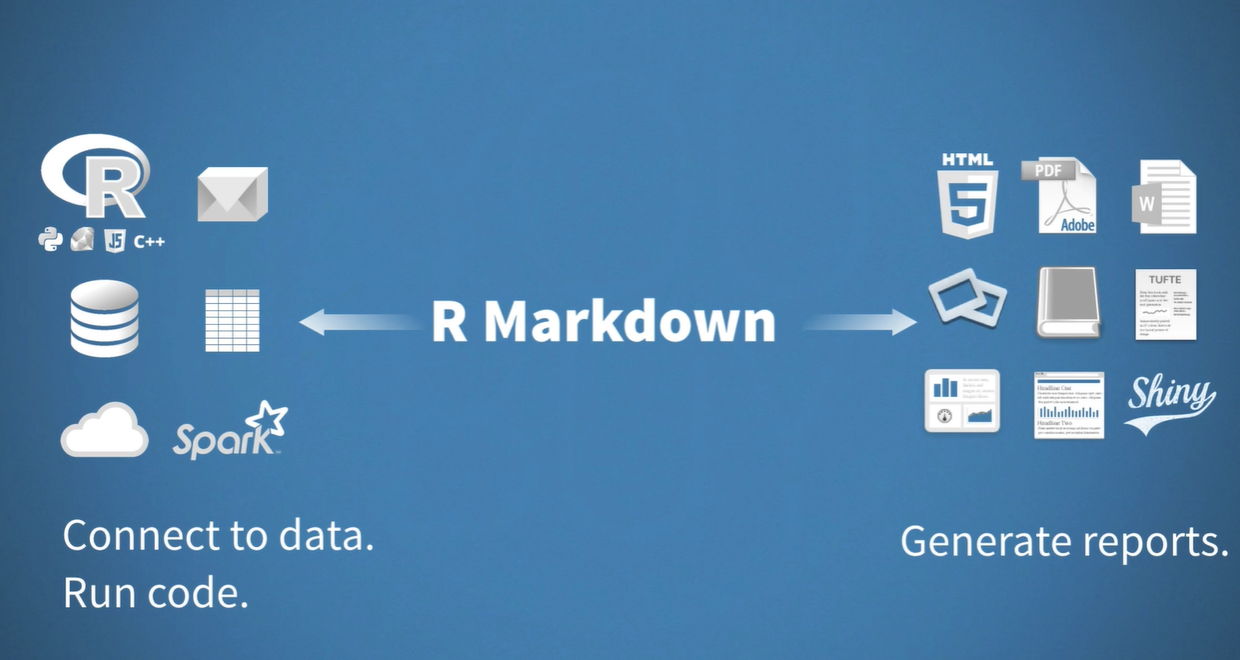 R
JS C++
Spark
R Markdown
HTML
5
PDF
Adobe
W
TUFTE
Headline One
Headline Two
Shiny
Connect to data.
Run code.
Generate reports.